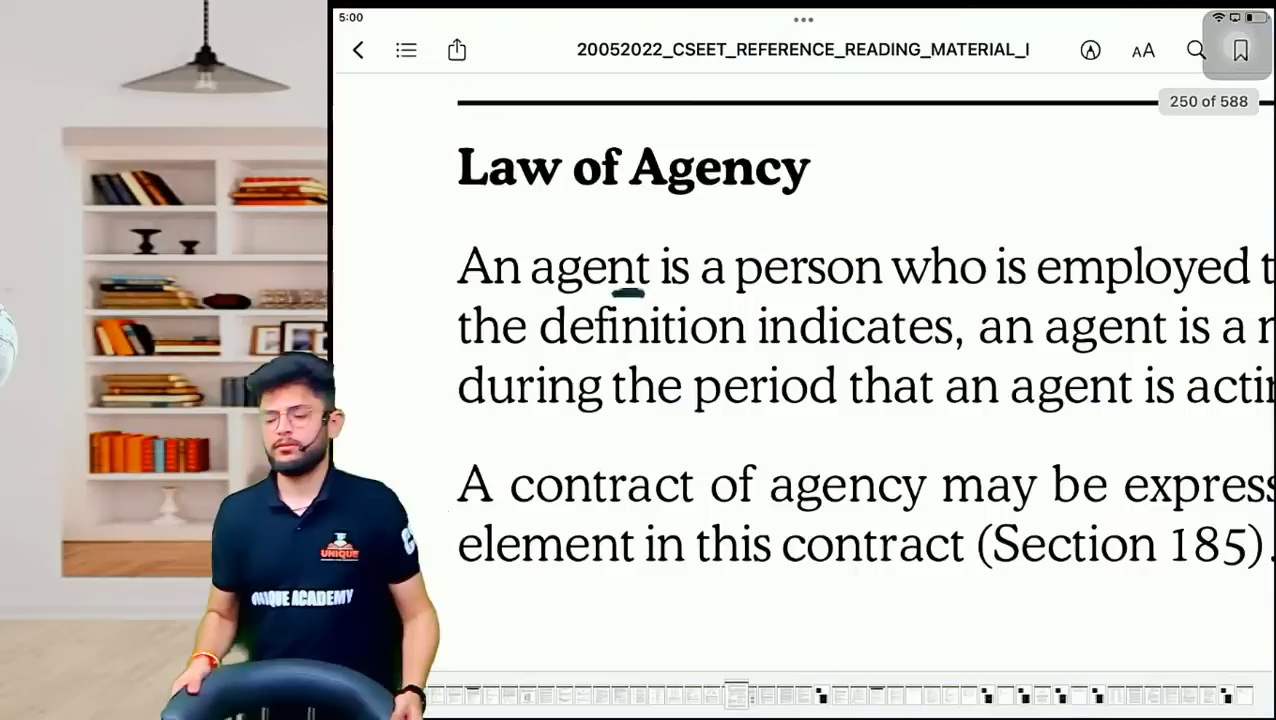 5:00
20052022_CSEET_REFERENCE_READING_MATERIAL_I
AA
250 of 588
Law of Agency
An agent is a person who is employed t
the definition indicates, an agent is a
during the period that an agent is acti
A contract of agency may be express
element in this contract (Section 185).
UNIQUE
UNIQUE ACADEMY